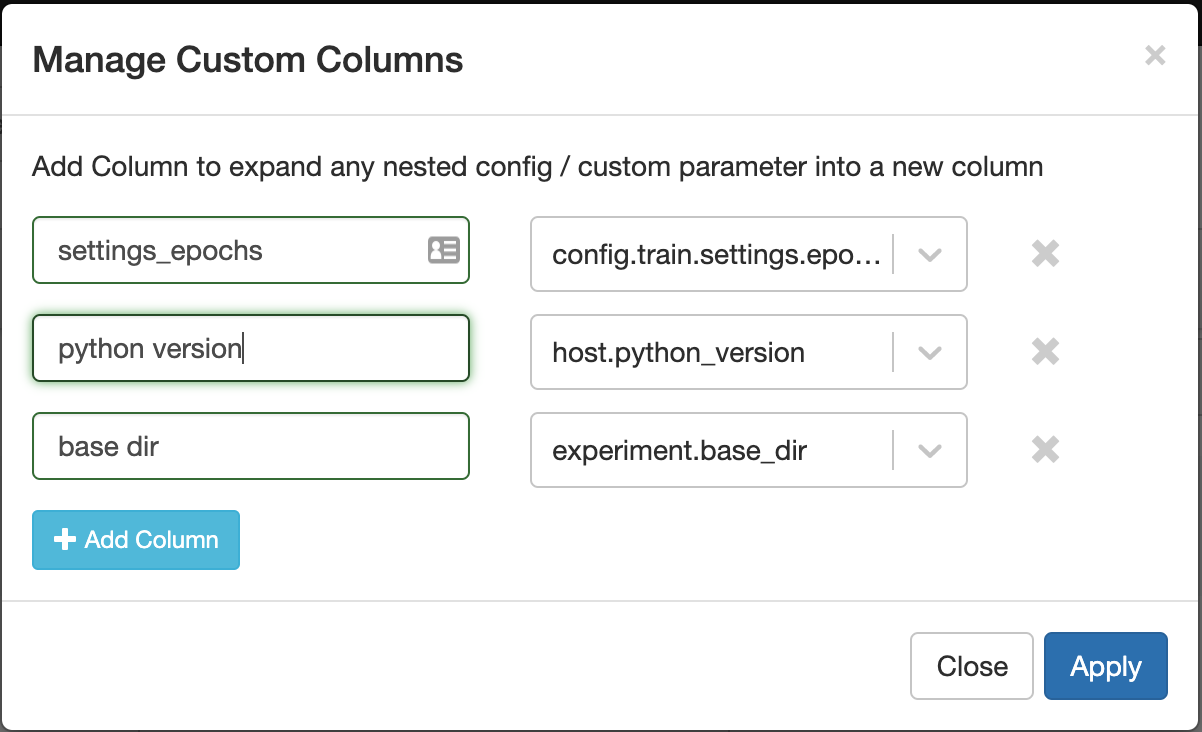 Manage Custom Columns
Add Column to expand any nested config / custom parameter into a new column
settings_epochs
config.train.settings.epo...
python version
host.python_version
base dir
experiment.base_dir
Add Column
Close
Apply